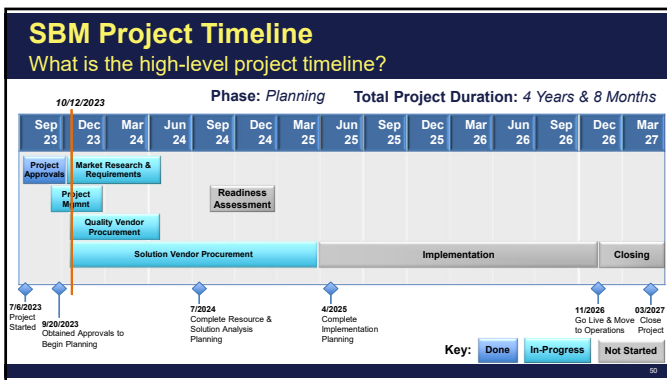 SBM Project Timeline
What is the high-level project timeline?
10/12/2023
Phase: Planning
Total Project Duration: 4 Years & 8 Months
Sep 23
Dec 23
Mar 24
Jun 24
Sep 24
Dec 24
Mar 25
Jun 25
Sep 25
Dec 25
Mar 26
Jun 26
Sep 26
Dec 26
Mar 27
Project
Approvals
Market Research &
Requirements
Project
Mgmnt
Readiness
Assessment
Quality Vendor
Procurement
Solution Vendor Procurement
Implementation
Closing
7/6/2023
Project
Started
9/20/2023
Obtained Approvals to
Begin Planning
7/2024
Complete Resource &
Solution Analysis
Planning
4/2025
Complete
Implementation
Planning
11/2026
Go Live & Move
to Operations
03/2027
Close
Project
Key:
Done
In-Progress
Not Started
50